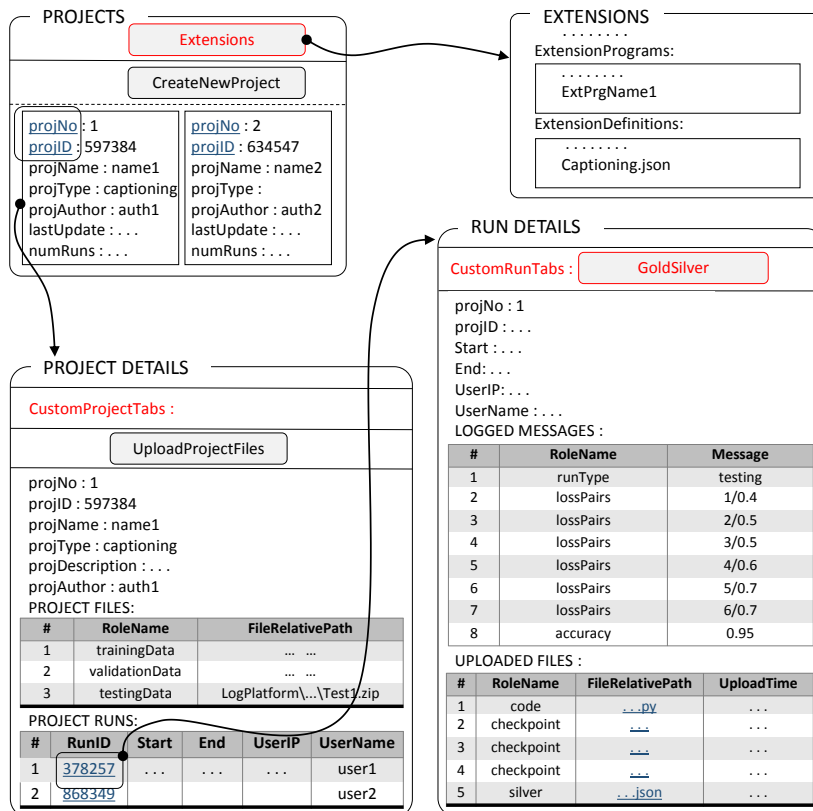 PROJECTS
Extensions
CreateNewProject
projNo : 1
projID : 597384
projName : name1
projType : captioning
projAuthor : auth1
lastUpdate : . . .
numRuns : . . .
projNo : 2
projID : 634547
projName : name2
projType :
projAuthor : auth2
lastUpdate : . . .
numRuns : . . .
EXTENSIONS
. . . . . . . .
ExtensionPrograms:
. . . . . . . .
ExtPrgName1
ExtensionDefinitions:
. . . . . . . .
Captioning.json
PROJECT DETAILS
CustomProjectTabs :
UploadProjectFiles
projNo : 1
projID : 597384
projName : name1
projType : captioning
projDescription : . . .
projAuthor : auth1
PROJECT FILES:
# RoleName FileRelativePath
1 trainingData ... ...
2 validationData ... ...
3 testingData LogPlatform\...\Test1.zip
PROJECT RUNS:
# RunID Start End UserIP UserName
1 378257 . . . . . . . . . user1
2 868349 user2
RUN DETAILS
CustomRunTabs : GoldSilver
projNo : 1
projID : . . .
Start : . . .
End: . . .
UserIP: . . .
UserName : . . .
LOGGED MESSAGES :
# RoleName Message
1 runType testing
2 lossPairs 1/0.4
3 lossPairs 2/0.5
4 lossPairs 3/0.5
5 lossPairs 4/0.6
6 lossPairs 5/0.7
7 lossPairs 6/0.7
8 accuracy 0.95
UPLOADED FILES :
# RoleName FileRelativePath UploadTime
1 code . . .py . . .
2 checkpoint . . . . . .
3 checkpoint . . . . . .
4 checkpoint . . . . . .
5 silver . . .json . . .